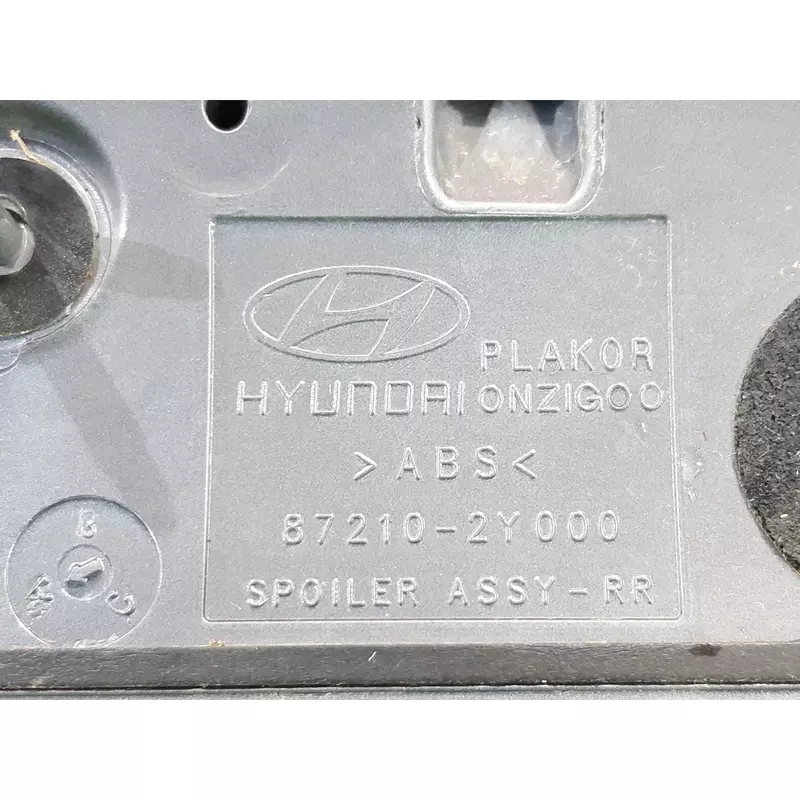 PLAKOR
HYUNDAI ONZIGOO
>ABS<
87210-2Y000
SPOILER ASSY-RR
B
C